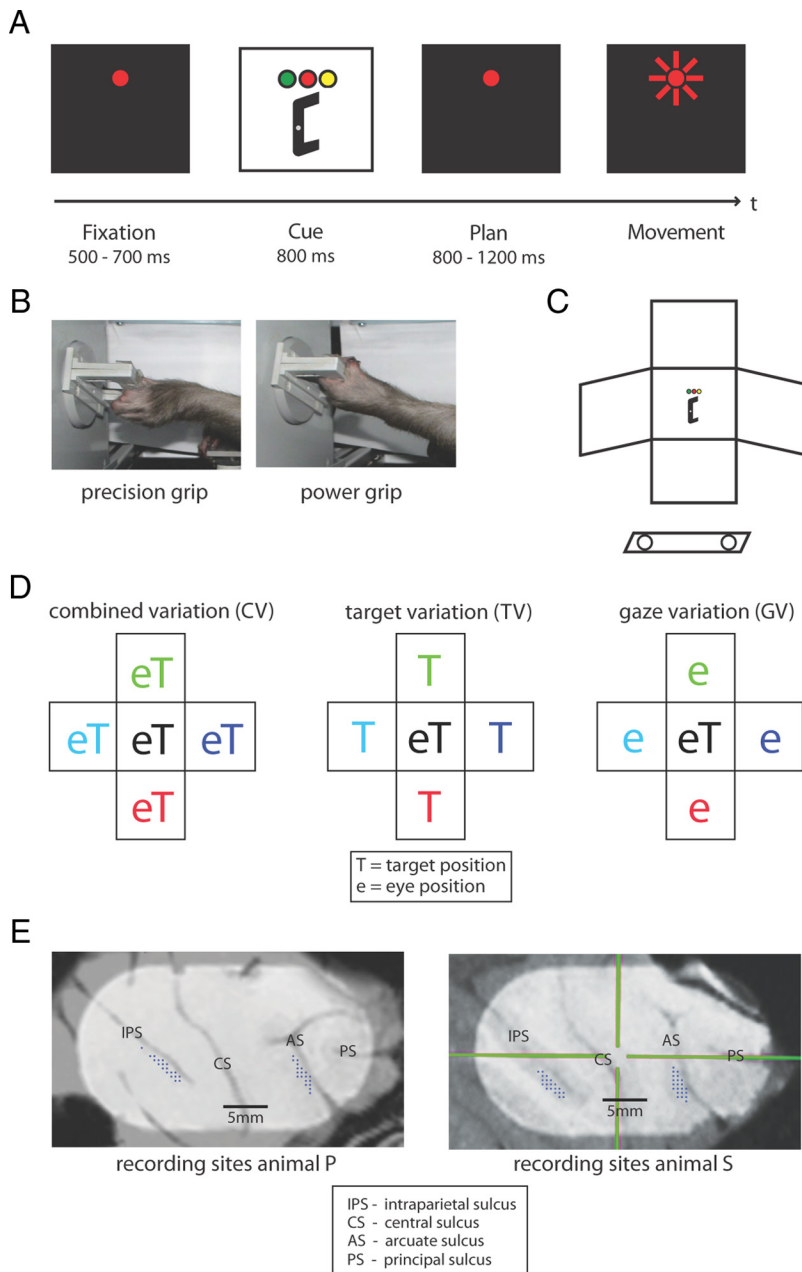 A
t
Fixation
500 - 700 ms
Cue
800 ms
Plan
800 - 1200 ms
Movement
B
precision grip
power grip
C
D
combined variation (CV)
eT
eT eT eT
eT
target variation (TV)
T
T eT T
T
gaze variation (GV)
e
e eT e
e
T = target position
e = eye position
E
IPS
CS
AS
PS
5mm
recording sites animal P
IPS
CS
AS
PS
5mm
recording sites animal S
IPS - intraparietal sulcus
CS - central sulcus
AS - arcuate sulcus
PS - principal sulcus